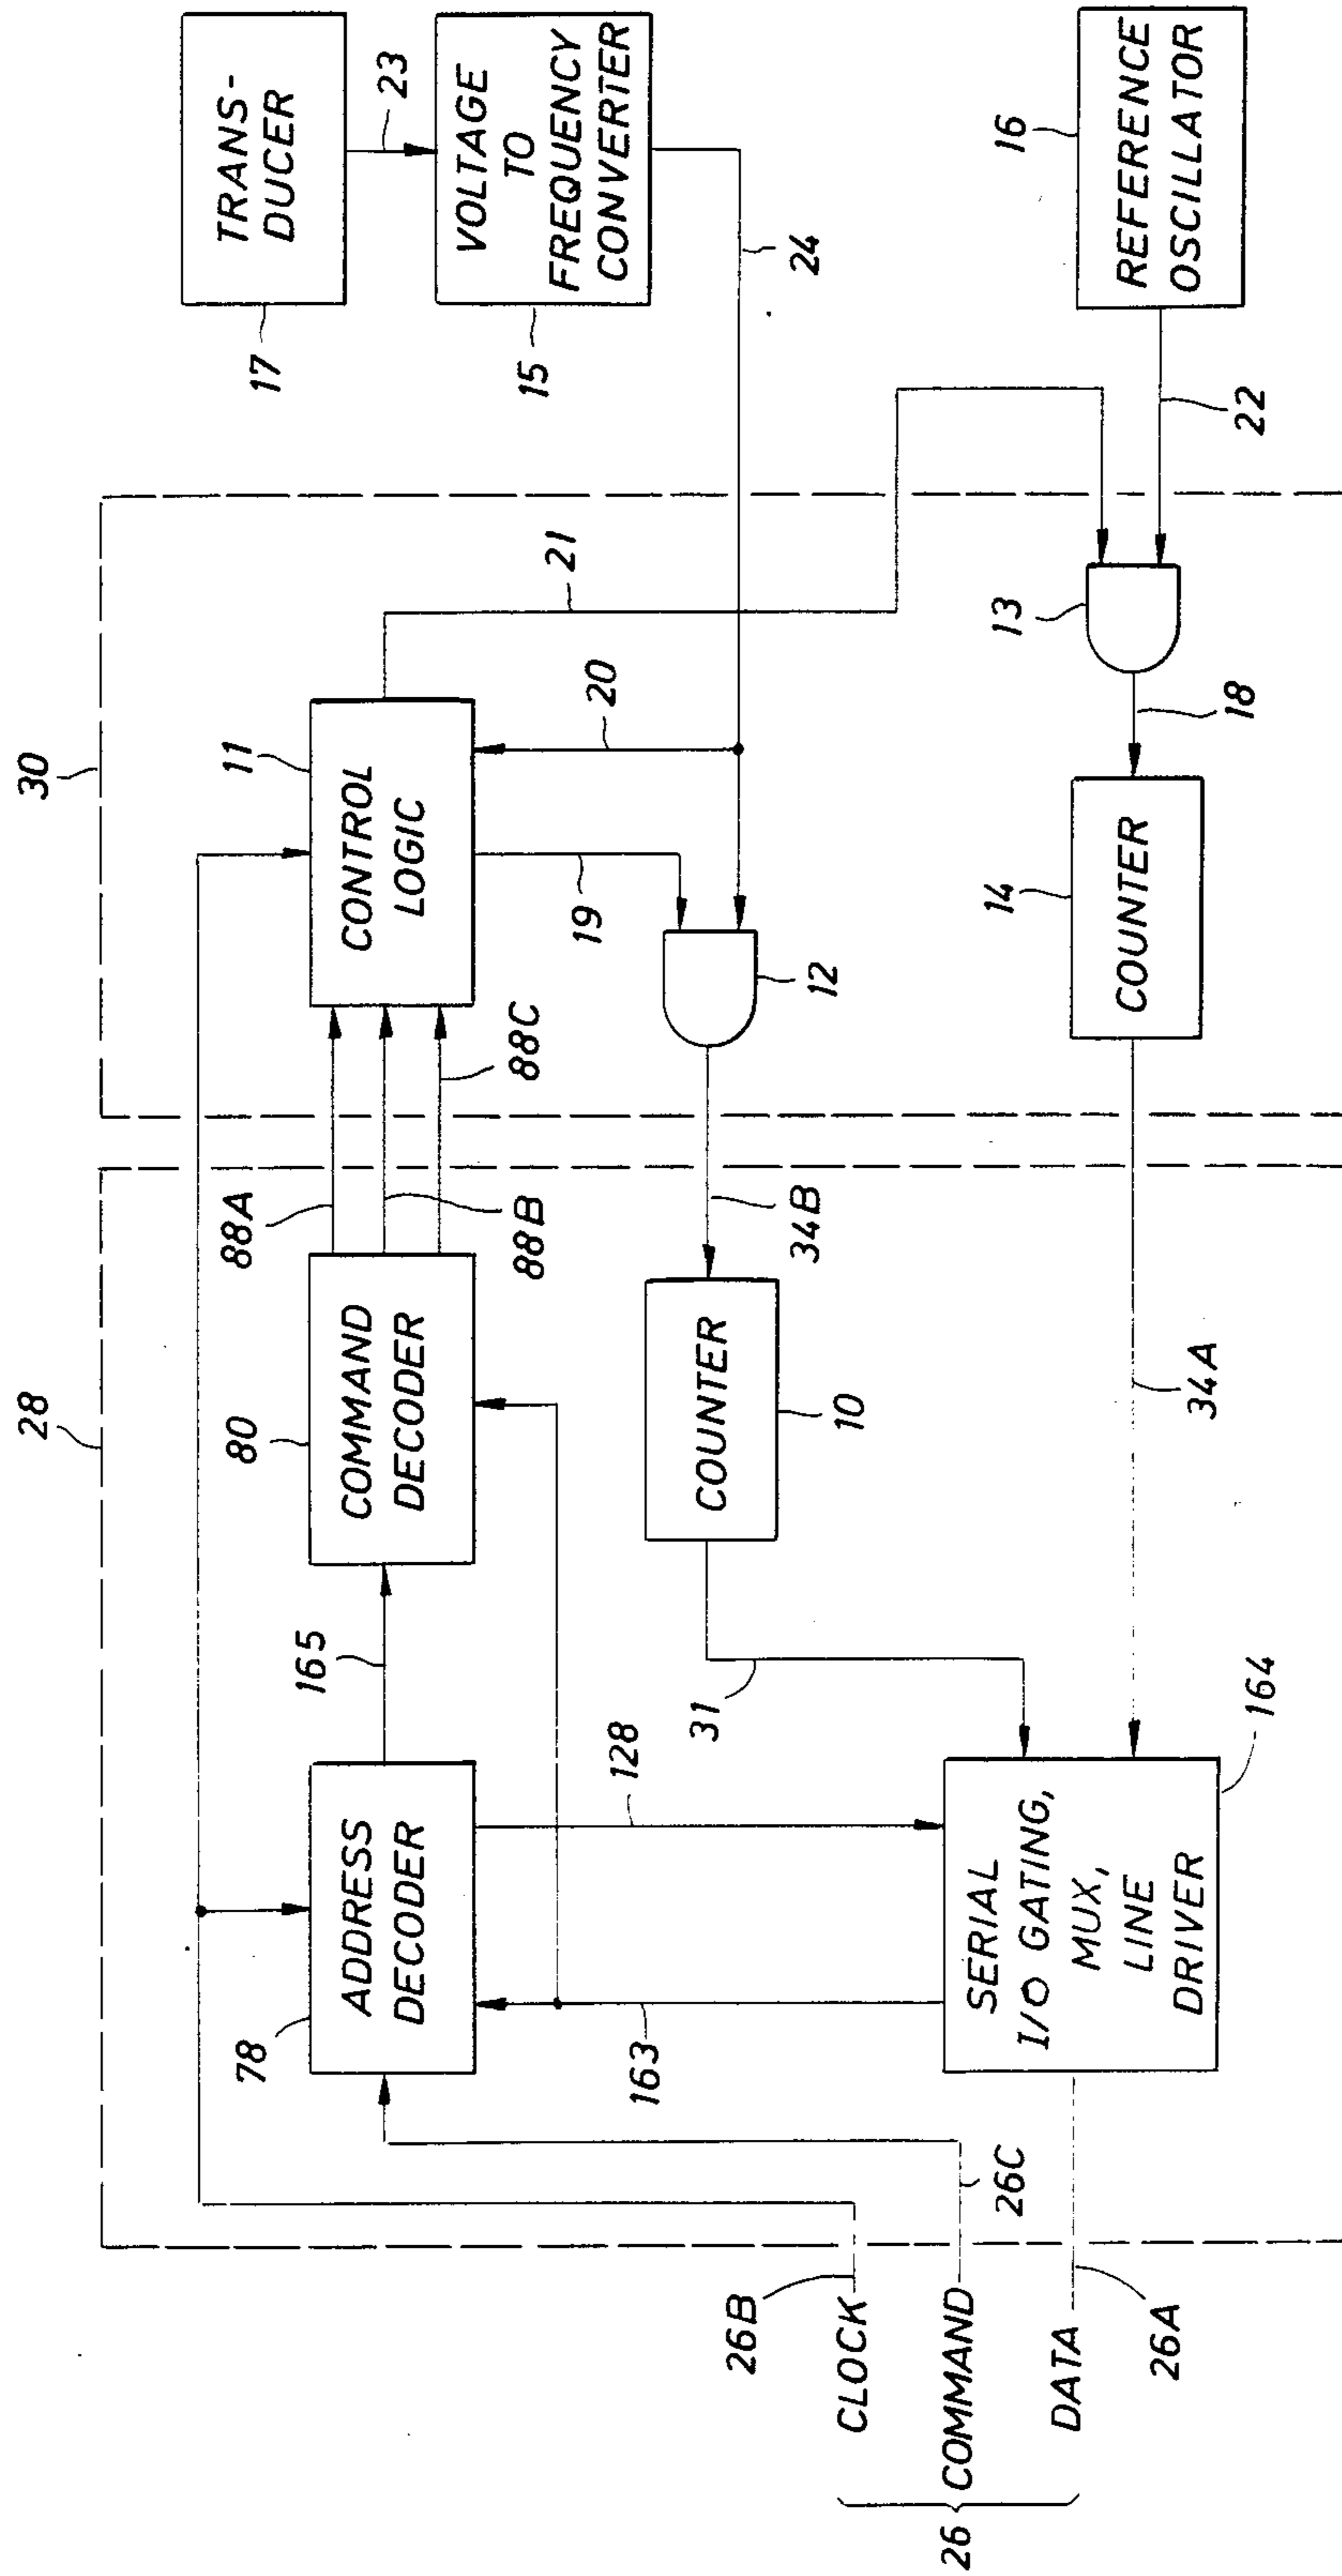 28
30
TRANS-
DUCER
17
23
VOLTAGE
TO
FREQUENCY
CONVERTER
15
24
REFERENCE
OSCILLATOR
16
22
CONTROL
LOGIC
11
21
20
19
12
13
18
COUNTER
14
88A
88B
88C
COMMAND
DECODER
80
34B
COUNTER
10
34A
165
ADDRESS
DECODER
78
128
31
163
SERIAL
I/O GATING,
MUX,
LINE
DRIVER
164
26B
CLOCK
26C
COMMAND
DATA
26A
26